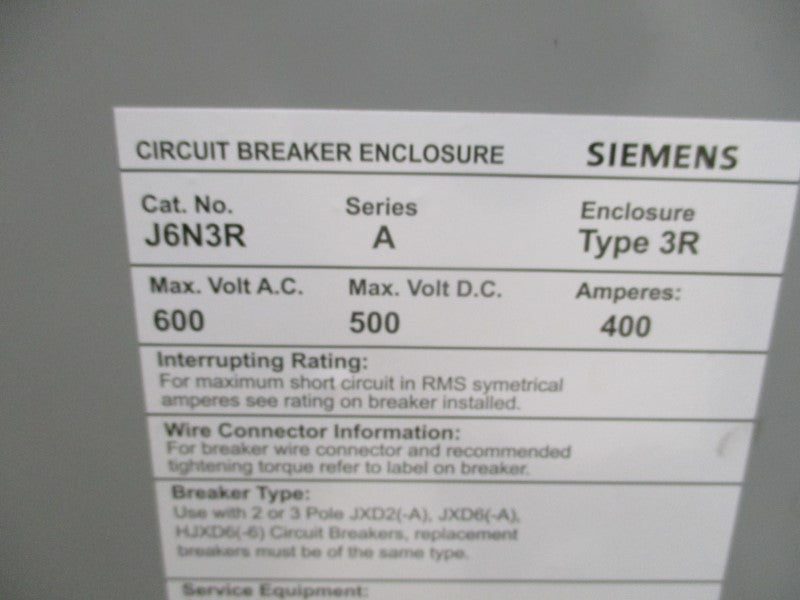 CIRCUIT BREAKER ENCLOSURE SIEMENS
Cat. No. Series Enclosure
J6N3R A Type 3R
Max. Volt A.C. Max. Volt D.C. Amperes:
600 500 400
Interrupting Rating:
For maximum short circuit in RMS symetrical
amperes see rating on breaker installed.
Wire Connector Information:
For breaker wire connector and recommended
tightening torque refer to label on breaker.
Breaker Type:
Use with 2 or 3 Pole JXD2(-A), JXD6(-A),
HJXD6(-6) Circuit Breakers, replacement
breakers must be of the same type.
Service Equipment: